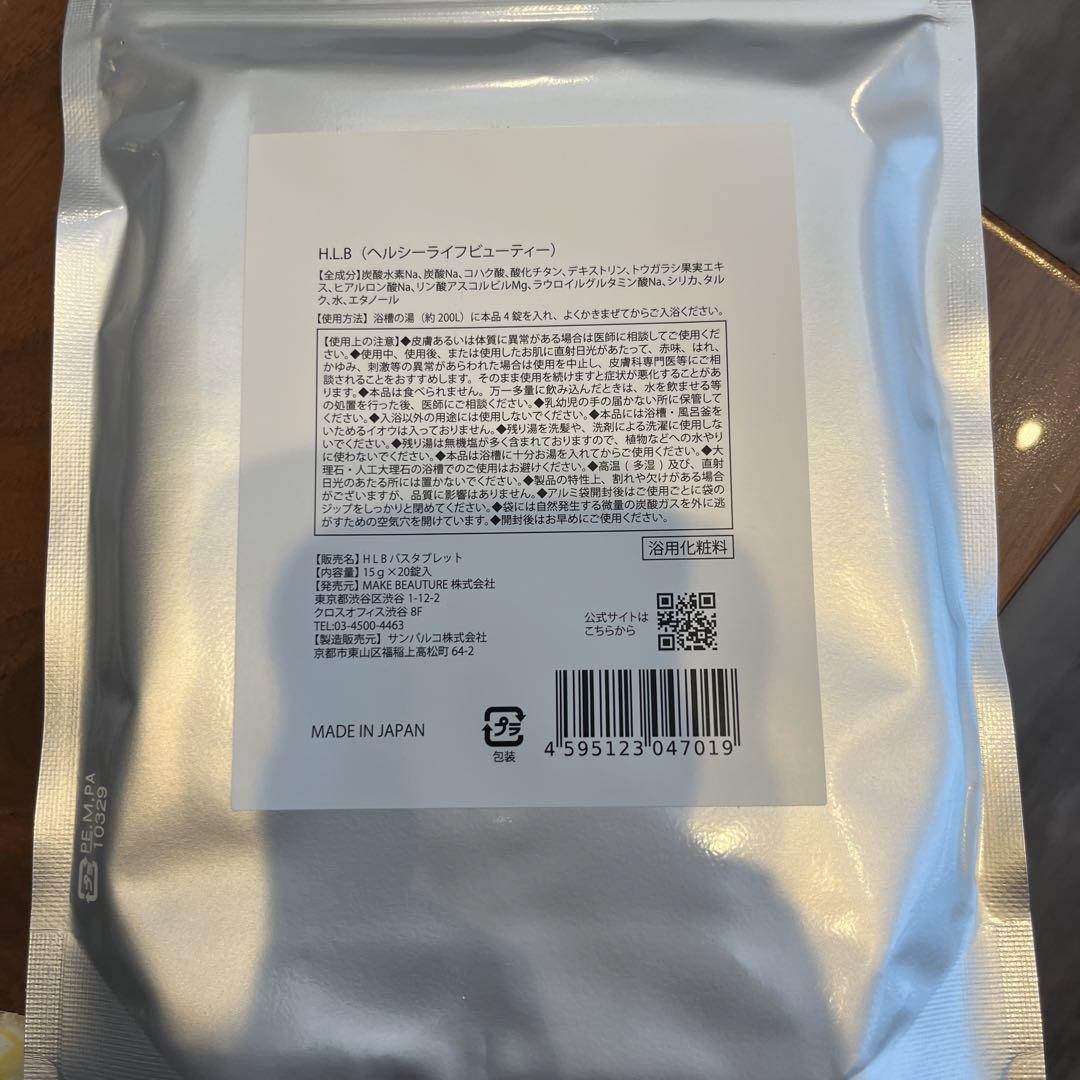 H.L.B（ヘルシーライフビューティー）
【全成分】炭酸水素Na、炭酸Na、コハク酸、酸化チタン、デキストリン、トウガラシ果実エキ
ス、ヒアルロン酸Na、リン酸アスコルビルMg、ラウロイルグルタミン酸Na、シリカ、タル
ク、水、エタノール
【使用方法】浴槽の湯（約200L）に本品4錠を入れ、よくかきまぜてからご入浴ください。
【使用上の注意】◆皮膚あるいは体質に異常がある場合は医師に相談してご使用くだ
さい。◆使用中、使用後、または使用したお肌に直射日光があたって、赤味、はれ、
かゆみ、刺激等の異常があらわれた場合は使用を中止し、皮膚科専門医等にご相
談されることをおすすめします。そのまま使用を続けますと症状が悪化することがあ
ります。◆本品は食べられません。万一多量に飲み込んだときは、水を飲ませる等
の処置を行った後、医師にご相談ください。◆乳幼児の手の届かない所に保管して
ください。◆入浴以外の用途には使用しないでください。◆本品には浴槽・風呂釜を
いためるイオウは入っておりません。◆残り湯を洗髪や、洗剤による洗濯に使用しな
いでください。◆残り湯は無機塩が多く含まれておりますので、植物などへの水やり
に使わないでください。◆本品は浴槽に十分お湯を入れてからご使用ください。◆大
理石・人工大理石の浴槽でのご使用はお避けください。◆高温(多湿)及び、直射
日光のあたる所には置かないでください。◆製品の特性上、割れや欠けがある場合
がございますが、品質に影響はありません。◆アルミ袋開封後はご使用ごとに袋の
ジップをしっかりと閉めてください。◆袋には自然発生する微量の炭酸ガスを外に逃
がすための空気穴を開けています。◆開封後はお早めにご使用ください。
浴用化粧料
【販売名】HLBバスタブレット
【内容量】15g×20錠入
【発売元】MAKE BEAUTURE 株式会社
東京都渋谷区渋谷 1-12-2
クロスオフィス渋谷 8F
TEL:03-4500-4463
【製造販売元】サンパルコ株式会社
京都市東山区福稲上高松町 64-2
公式サイトは
こちらから
MADE IN JAPAN
プラ
包装
4 595123 047019
プラ PE,M,PA
10329